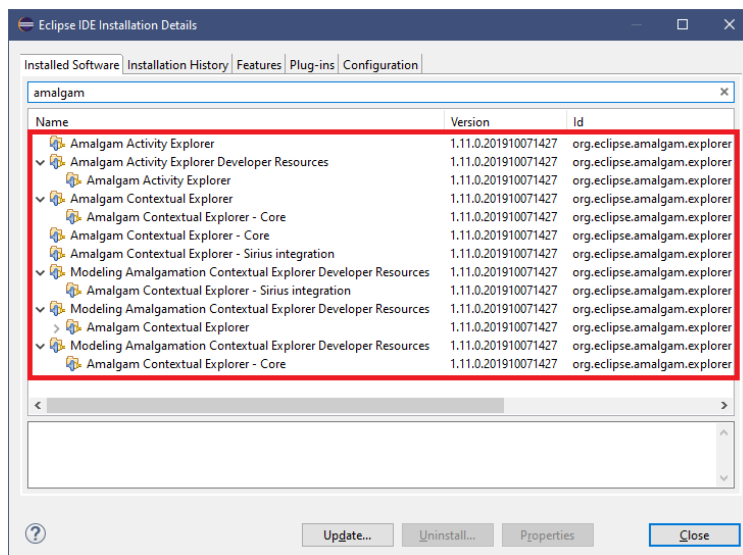 Eclipse IDE Installation Details
Installed Software Installation History Features Plug-ins Configuration
amalgam
Name Version Id
Amalgam Activity Explorer 1.11.0.201910071427 org.eclipse.amalgam.explorer
Amalgam Activity Explorer Developer Resources 1.11.0.201910071427 org.eclipse.amalgam.explorer
Amalgam Activity Explorer 1.11.0.201910071427 org.eclipse.amalgam.explorer
Amalgam Contextual Explorer 1.11.0.201910071427 org.eclipse.amalgam.explorer
Amalgam Contextual Explorer - Core 1.11.0.201910071427 org.eclipse.amalgam.explorer
Amalgam Contextual Explorer - Core 1.11.0.201910071427 org.eclipse.amalgam.explorer
Amalgam Contextual Explorer - Sirius integration 1.11.0.201910071427 org.eclipse.amalgam.explorer
Modeling Amalgamation Contextual Explorer Developer Resources 1.11.0.201910071427 org.eclipse.amalgam.explorer
Amalgam Contextual Explorer - Sirius integration 1.11.0.201910071427 org.eclipse.amalgam.explorer
Modeling Amalgamation Contextual Explorer Developer Resources 1.11.0.201910071427 org.eclipse.amalgam.explorer
Amalgam Contextual Explorer 1.11.0.201910071427 org.eclipse.amalgam.explorer
Modeling Amalgamation Contextual Explorer Developer Resources 1.11.0.201910071427 org.eclipse.amalgam.explorer
Amalgam Contextual Explorer - Core 1.11.0.201910071427 org.eclipse.amalgam.explorer
Update... Uninstall... Properties Close